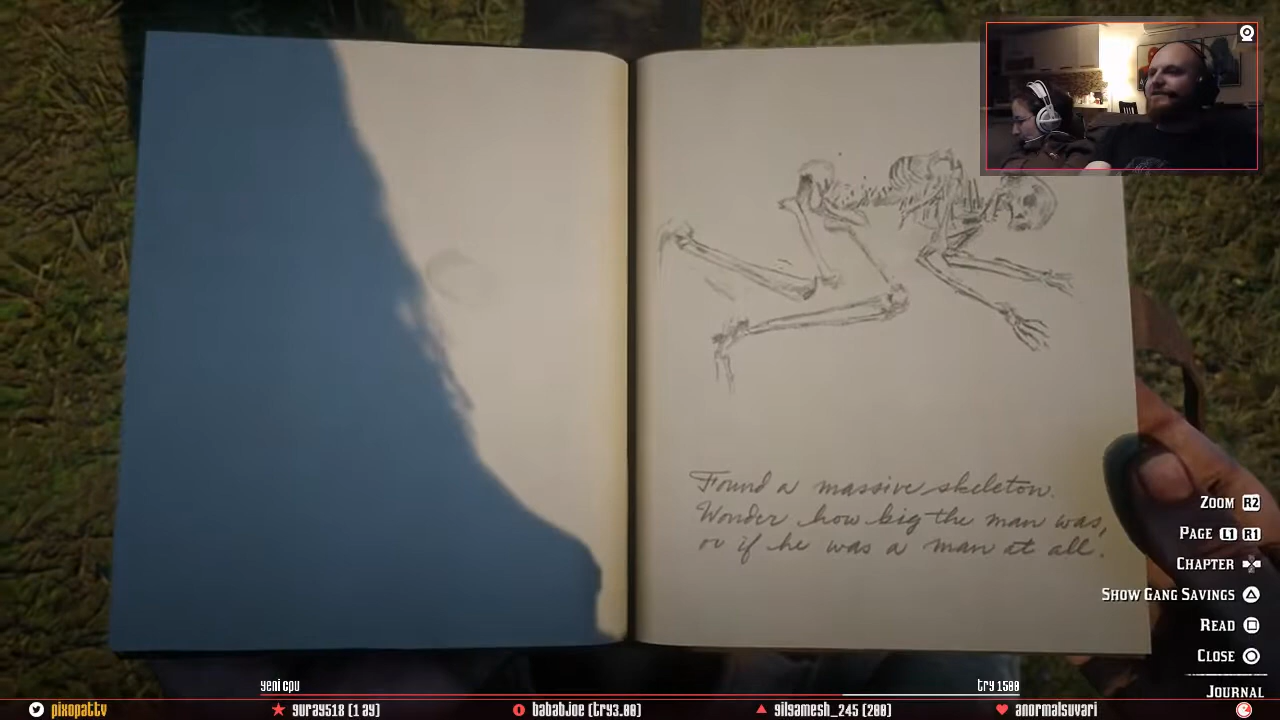 Found a massive skeleton.
Wonder how big the man was,
or if he was a man at all.
ZOOM R2
PAGE L1 R1
CHAPTER
SHOW GANG SAVINGS
READ
CLOSE
JOURNAL
yeni cpu
try 1500
pixopattv
guray518 (1 ay)
bababjoe (try3.00)
gilgamesh_245 (200)
anormalsuvari